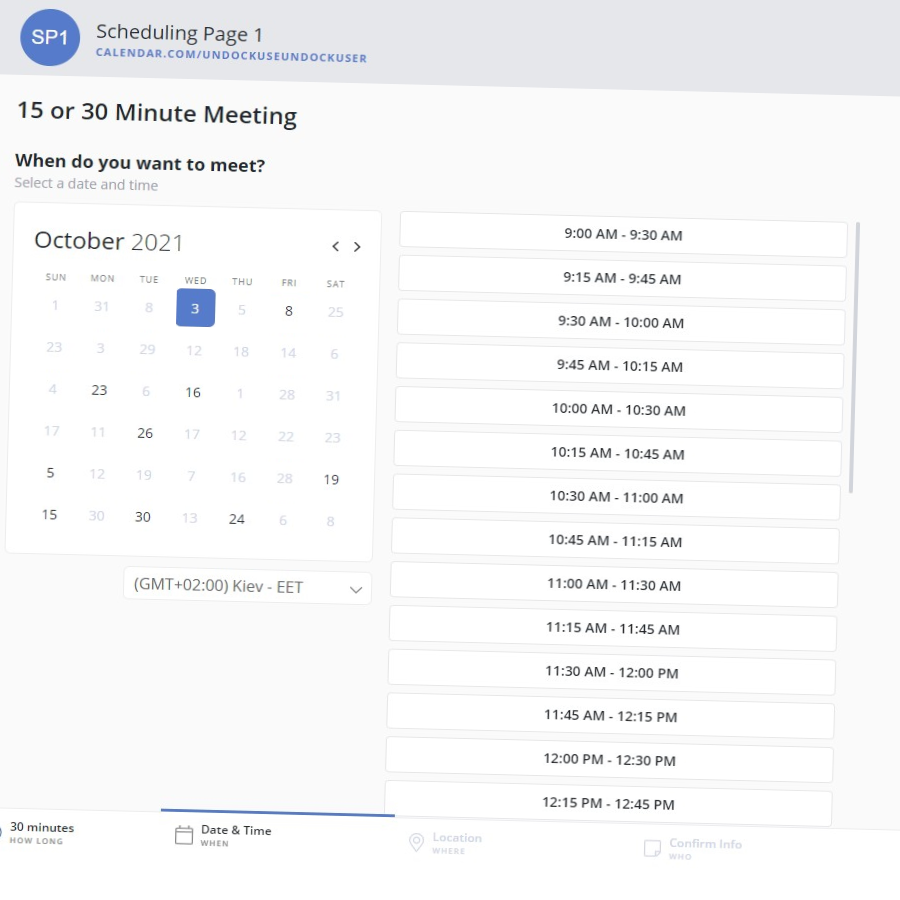 SP1
Scheduling Page 1
CALENDAR.COM/UNDOCKUSEUNDOCKUSER
15 or 30 Minute Meeting
When do you want to meet?
Select a date and time
October 2021
SUN MON TUE WED THU FRI SAT
1 31 8 3 5 8 25
23 3 29 12 18 14 6
4 23 6 16 1 28 31
17 11 26 17 12 22 23
5 12 19 7 16 28 19
15 30 30 13 24 6 8
(GMT+02:00) Kiev - EET
9:00 AM - 9:30 AM
9:15 AM - 9:45 AM
9:30 AM - 10:00 AM
9:45 AM - 10:15 AM
10:00 AM - 10:30 AM
10:15 AM - 10:45 AM
10:30 AM - 11:00 AM
10:45 AM - 11:15 AM
11:00 AM - 11:30 AM
11:15 AM - 11:45 AM
11:30 AM - 12:00 PM
11:45 AM - 12:15 PM
12:00 PM - 12:30 PM
12:15 PM - 12:45 PM
30 minutes
HOW LONG
Date & Time
WHEN
Location
WHERE
Confirm Info
WHO